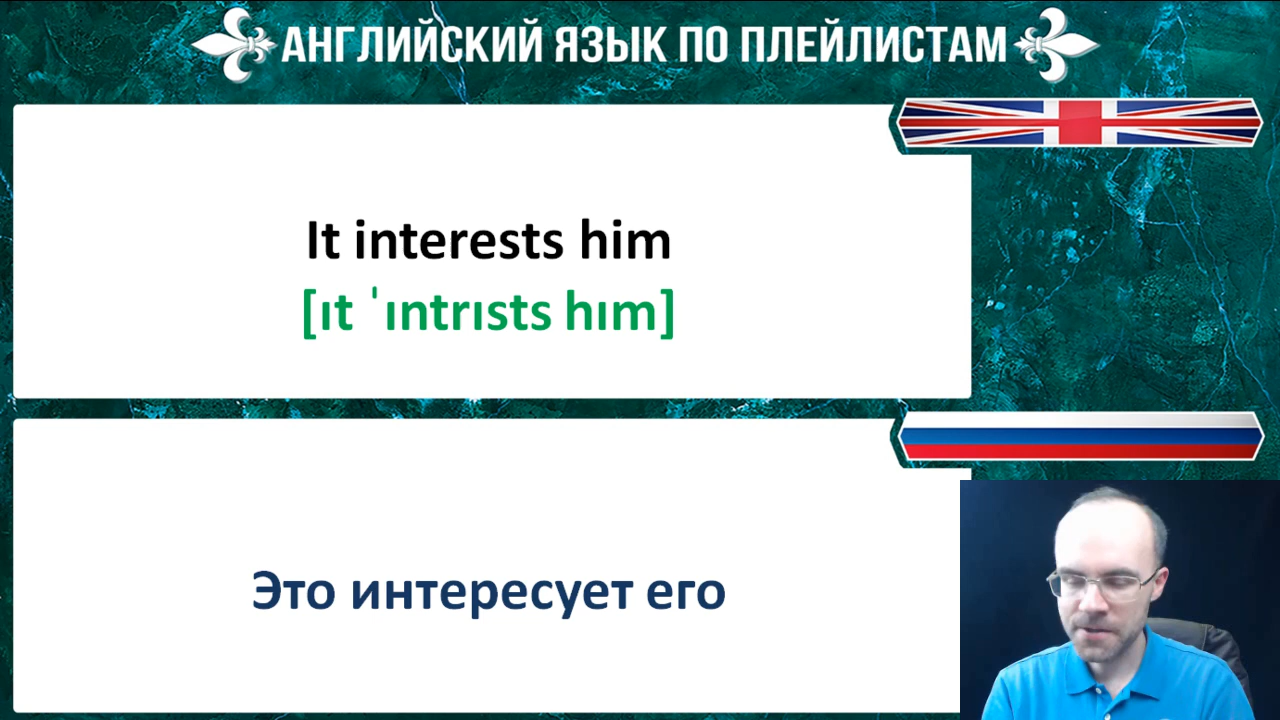 АНГЛИЙСКИЙ ЯЗЫК ПО ПЛЕЙЛИСТАМ
It interests him
[ɪt ˈɪntrɪsts hɪm]
Это интересует его